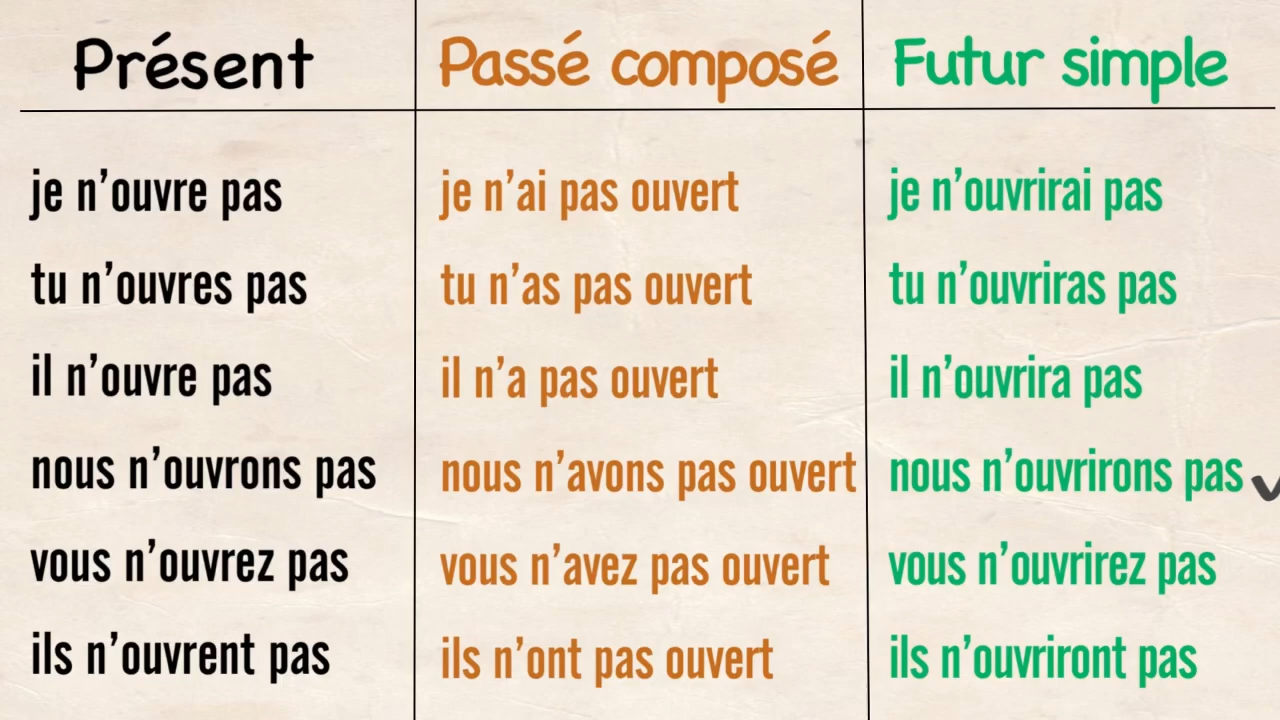 Présent Passé composé Futur simple
je n’ouvre pas je n’ai pas ouvert je n’ouvrirai pas
tu n’ouvres pas tu n’as pas ouvert tu n’ouvriras pas
il n’ouvre pas il n’a pas ouvert il n’ouvrira pas
nous n’ouvrons pas nous n’avons pas ouvert nous n’ouvrirons pas
vous n’ouvrez pas vous n’avez pas ouvert vous n’ouvrirez pas
ils n’ouvrent pas ils n’ont pas ouvert ils n’ouvriront pas